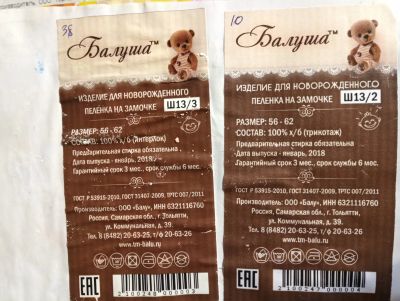 38
Балуша™
ИЗДЕЛИЕ ДЛЯ НОВОРОЖДЕННОГО
ПЕЛЕНКА НА ЗАМОЧКЕ Ш13/3
РАЗМЕР: 56 - 62
СОСТАВ: 100% х/б (интерлок)
Предварительная стирка обязательна
Дата выпуска - январь, 2018г
Гарантийный срок 3 мес., срок службы 6 мес.
ГОСТ Р 53915-2010, ГОСТ 31407-2009, ТРТС 007/2011
Производитель: ООО «Балу», ИНН 6321116760
Россия, Самарская обл., г. Тольятти,
ул. Коммунальная, д. 39.
Тел. 8 (8482) 20-63-25, т/ф 20-63-26
www.tm-balu.ru
EAC
2100248000003
10
Балуша™
ИЗДЕЛИЕ ДЛЯ НОВОРОЖДЕННОГО
ПЕЛЕНКА НА ЗАМОЧКЕ Ш13/2
РАЗМЕР: 56 - 62
СОСТАВ: 100% х/б (трикотаж)
Предварительная стирка обязательна
Дата выпуска - январь, 2018
Гарантийный срок 3 мес., срок службы 6 мес.
ГОСТ Р 53915-2010, ГОСТ 31407-2009, ТРТС 007/2011
Производитель: ООО «Балу», ИНН 6321116760
Россия, Самарская обл., г. Тольятти,
ул. Коммунальная, д. 39.
Тел. 8 (8482) 20-63-25, т/ф 20-63-26
www.tm-balu.ru
EAC
2100247000004